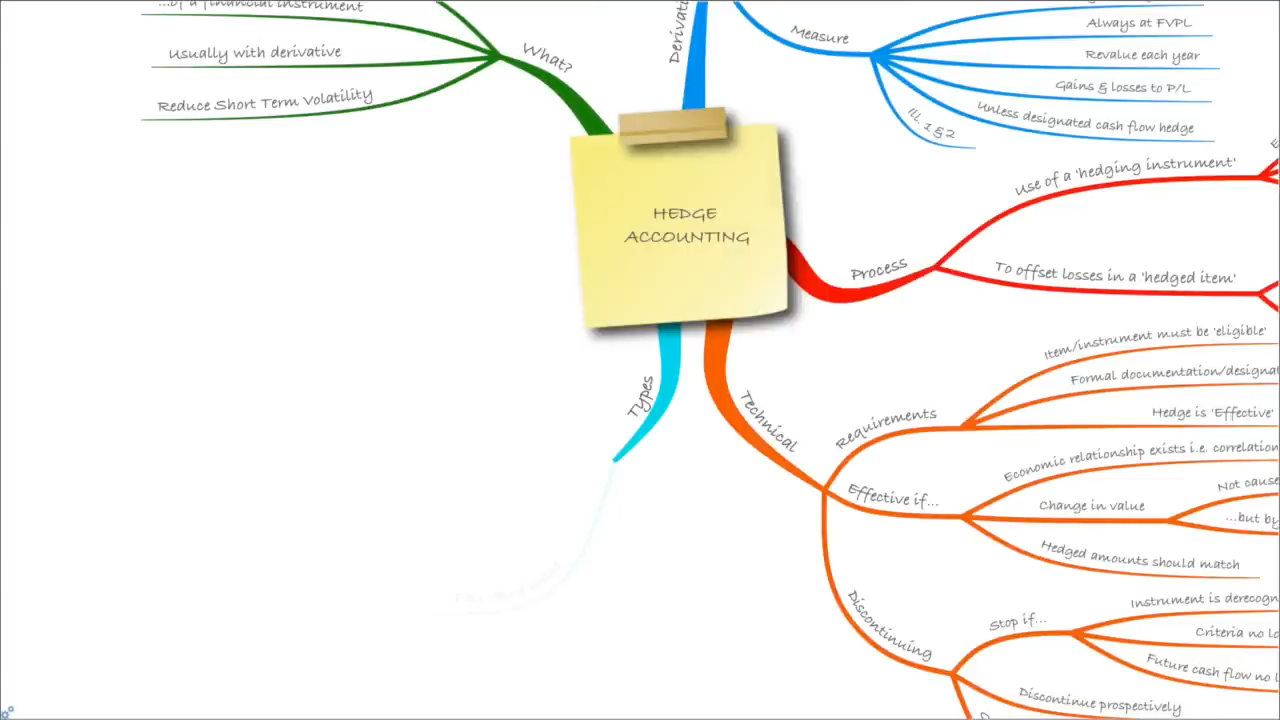 ...of a financial instrument
Usually with derivative
Reduce Short Term Volatility
What?
Measure
Always at FVPL
Revalue each year
Gains & losses to P/L
Unless designated cash flow hedge
Ill. 1 & 2
HEDGE
ACCOUNTING
Process
Use of a 'hedging instrument'
To offset losses in a 'hedged item'
Types
Technical
Requirements
Item/instrument must be 'eligible'
Formal documentation/designa
Hedge is 'Effective'
Effective if...
Economic relationship exists i.e. correlation
Change in value
Not cause
...but by
Hedged amounts should match
Discontinuing
Stop if...
Instrument is derecogn
Criteria no lo
Future cash flow no l
Discontinue prospectively